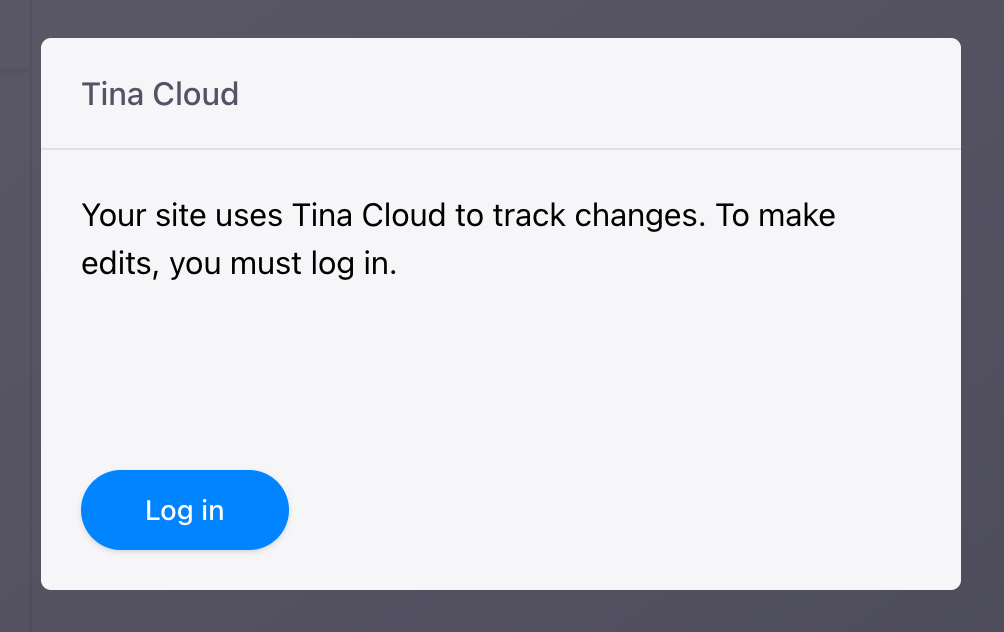 Tina Cloud
Your site uses Tina Cloud to track changes. To make
edits, you must log in.
Log in